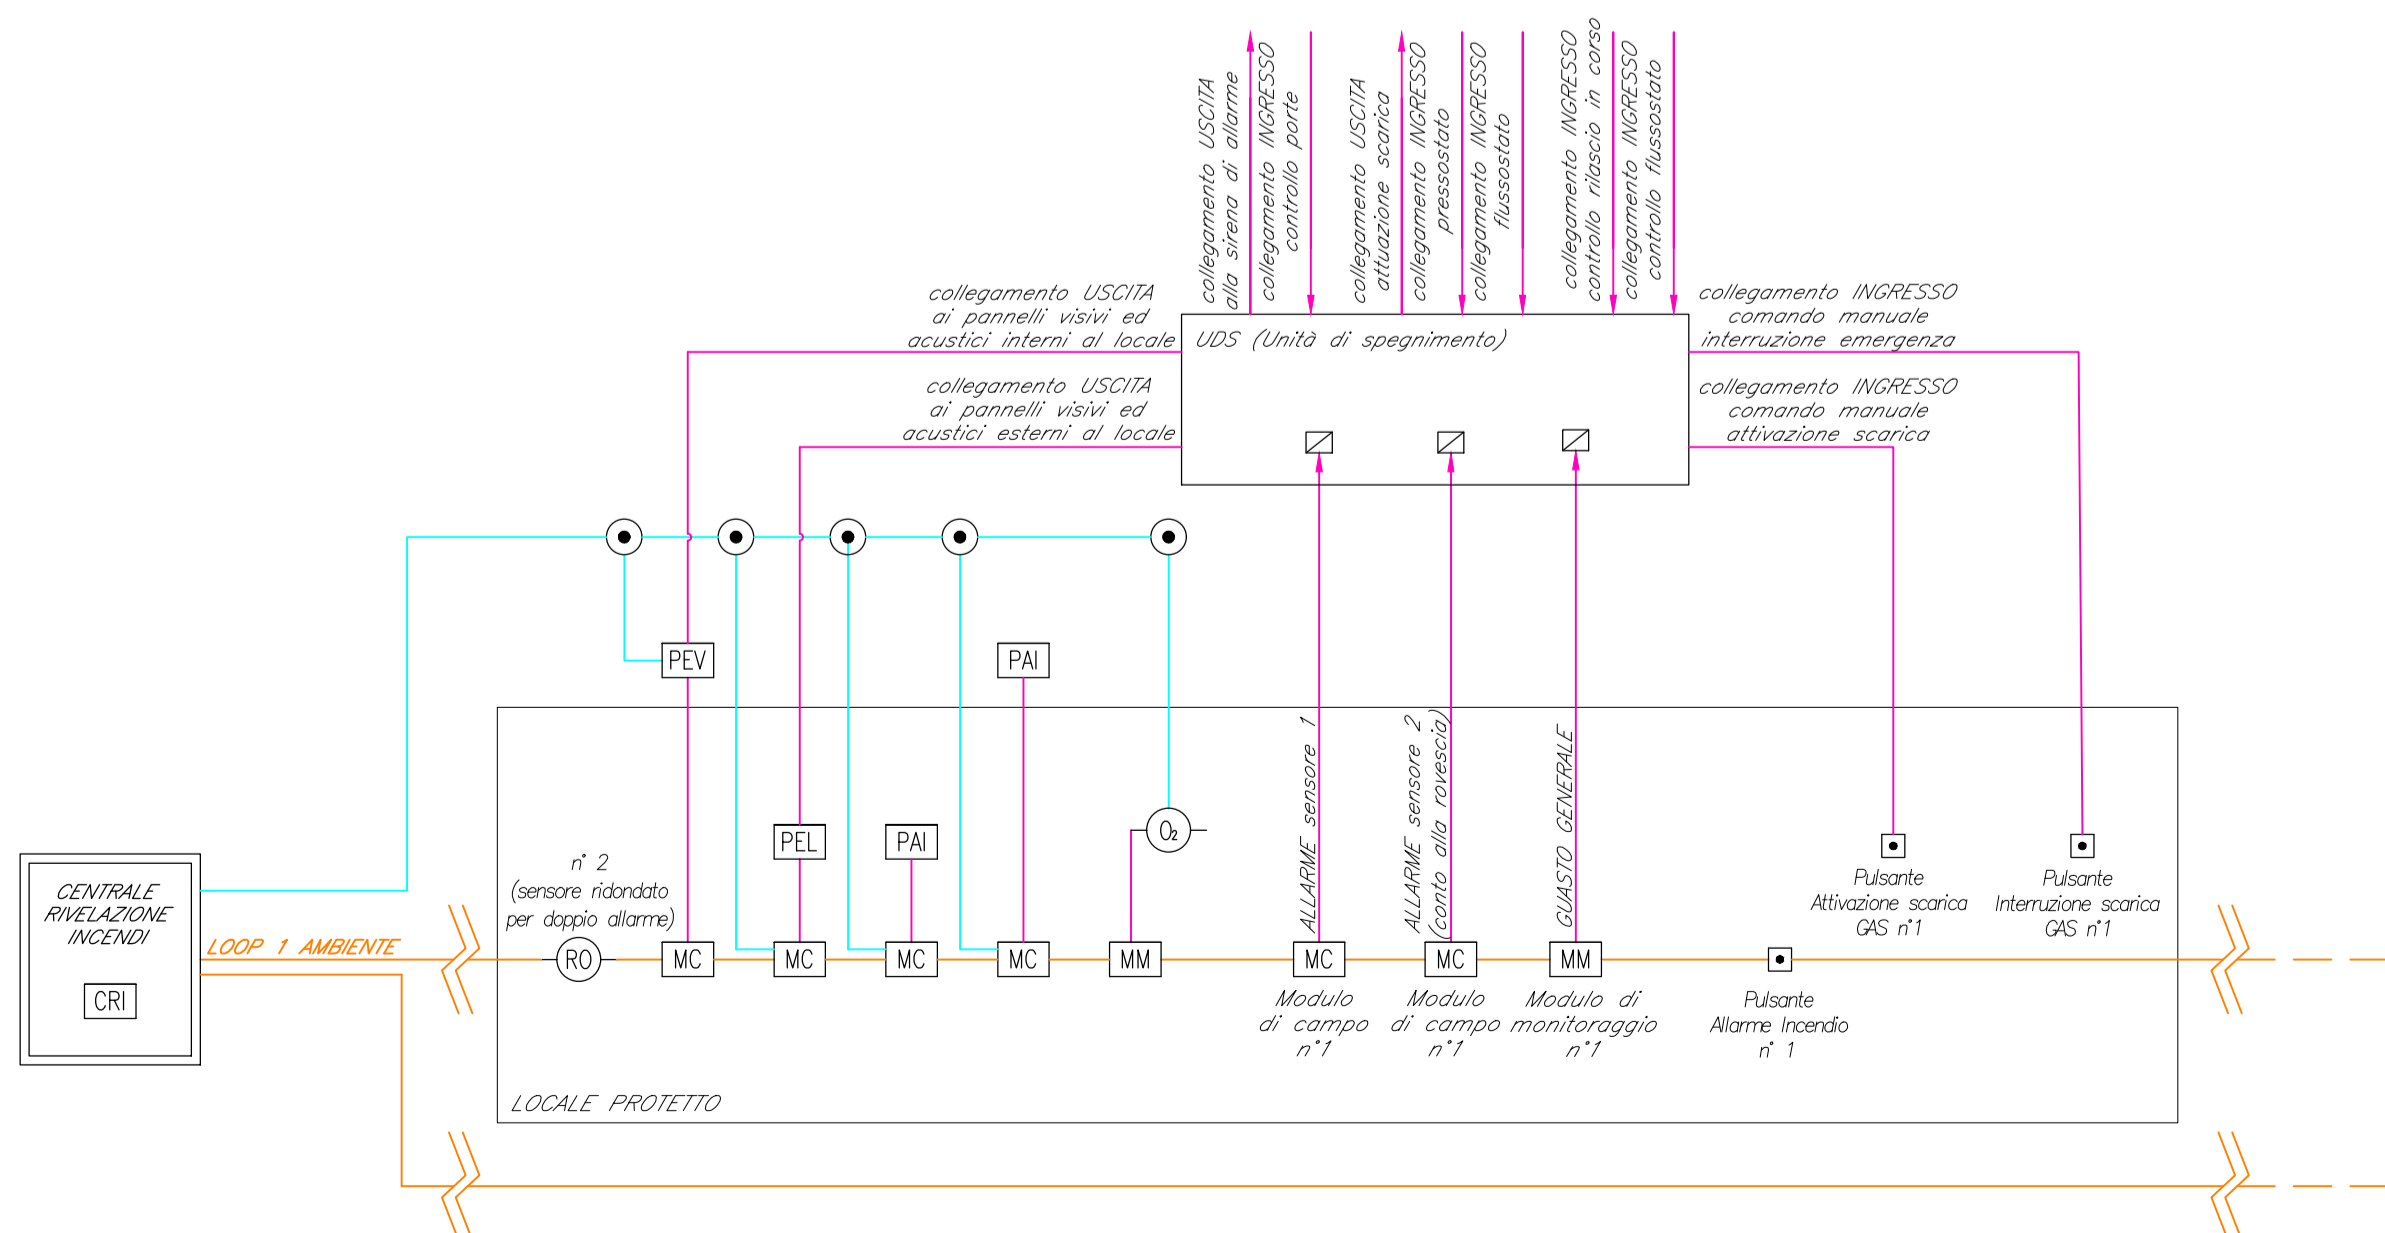 collegamento USCITA
alla sirena di allarme
collegamento INGRESSO
controllo porte
collegamento USCITA
attuazione scarica
collegamento INGRESSO
pressostato
collegamento INGRESSO
flussostato
collegamento INGRESSO
controllo rilascio in corso
collegamento INGRESSO
controllo flussostato
collegamento USCITA
ai pannelli visivi ed
acustici interni al locale
UDS (Unità di spegnimento)
collegamento INGRESSO
comando manuale
interruzione emergenza
collegamento USCITA
ai pannelli visivi ed
acustici esterni al locale
collegamento INGRESSO
comando manuale
attivazione scarica
PEV
PAI
PEL
PAI
O₂
ALLARME sensore 1
ALLARME sensore 2
(conto alla rovescia)
GUASTO GENERALE
n° 2
(sensore ridondato
per doppio allarme)
Pulsante
Attivazione scarica
GAS n°1
Pulsante
Interruzione scarica
GAS n°1
CENTRALE
RIVELAZIONE
INCENDI
CRI
LOOP 1 AMBIENTE
RO
MC
MC
MC
MC
MM
MC
MC
MM
Modulo
di campo
n°1
Modulo
di campo
n°1
Modulo di
monitoraggio
n°1
Pulsante
Allarme Incendio
n° 1
LOCALE PROTETTO